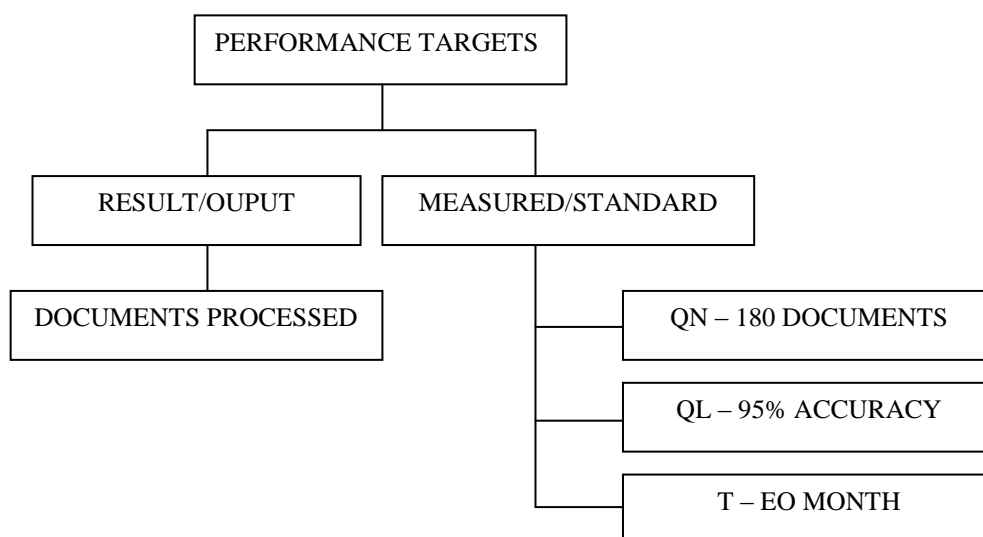 PERFORMANCE TARGETS
RESULT/OUPUT
MEASURED/STANDARD
DOCUMENTS PROCESSED
QN – 180 DOCUMENTS
QL – 95% ACCURACY
T – EO MONTH